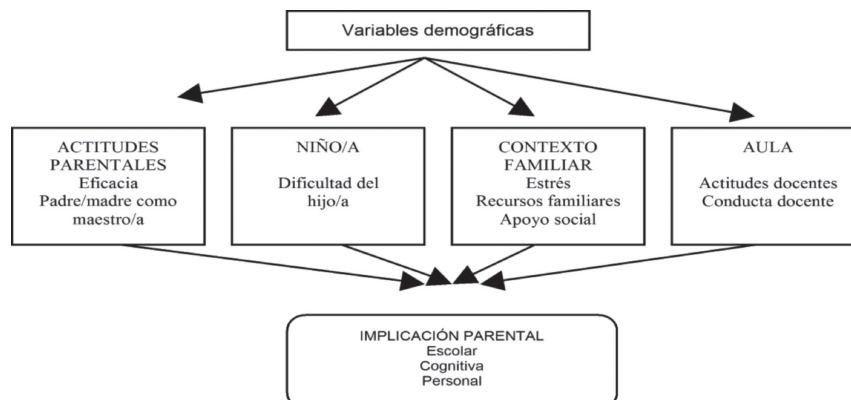 Variables demográficas
ACTITUDES
PARENTALES
Eficacia
Padre/madre como
maestro/a
NIÑO/A
Dificultad del
hijo/a
CONTEXTO
FAMILIAR
Estrés
Recursos familiares
Apoyo social
AULA
Actitudes docentes
Conducta docente
IMPLICACIÓN PARENTAL
Escolar
Cognitiva
Personal